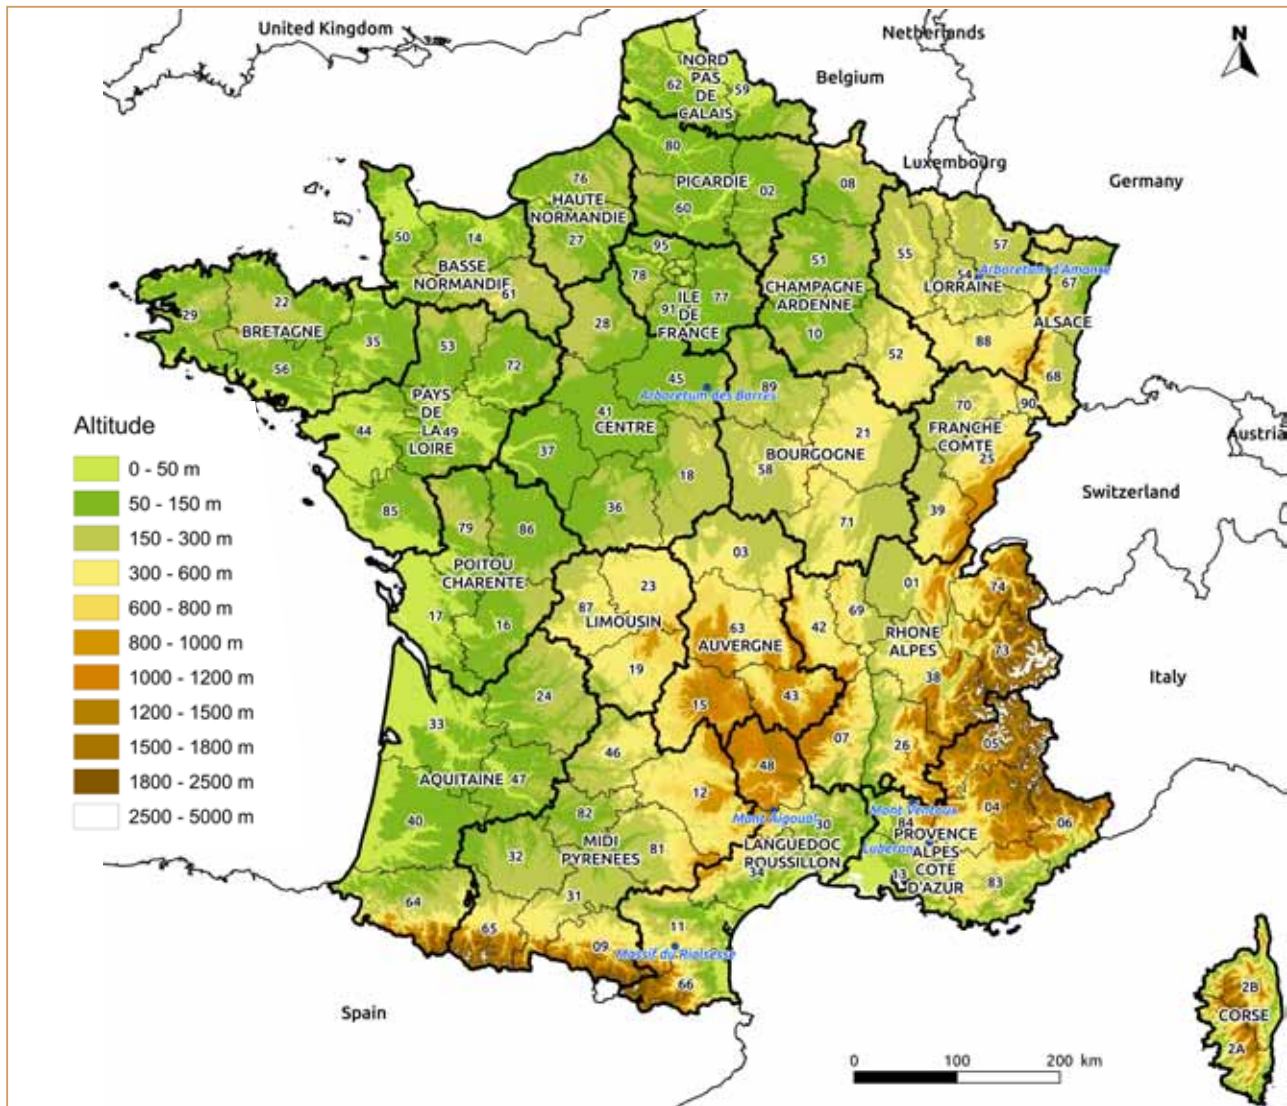 United Kingdom
Netherlands
N
Belgium
NORD
PAS
DE
CALAIS
62
59
80
Luxembourg
Germany
PICARDIE
02
08
76
HAUTE
NORMANDIE
60
27
50
14
BASSE
NORMANDIE
61
95
78
91
77
ILE
DE
FRANCE
51
CHAMPAGNE
ARDENNE
10
55
57
54
Arboretum d'Amanse
LORRAINE
67
ALSACE
88
68
52
29
22
BRETAGNE
56
35
53
72
28
45
Arboretum des Barres
89
41
CENTRE
PAYS
DE
LA
LOIRE
44
49
37
18
36
58
BOURGOGNE
21
71
70
90
FRANCHE
COMTE
25
39
Austria
Switzerland
Italy
Altitude
0 - 50 m
50 - 150 m
150 - 300 m
300 - 600 m
600 - 800 m
800 - 1000 m
1000 - 1200 m
1200 - 1500 m
1500 - 1800 m
1800 - 2500 m
2500 - 5000 m
85
79
86
POITOU
CHARENTE
17
16
03
23
87
LIMOUSIN
19
63
AUVERGNE
15
43
42
69
01
74
RHONE
ALPES
73
38
07
26
24
33
AQUITAINE
47
40
46
12
48
82
MIDI
PYRENEES
81
32
31
64
65
09
Mont Aigoual
30
LANGUEDOC
ROUSSILLON
34
11
Massif du Rialsesse
66
05
04
06
Mont Ventoux
84
Luberon
PROVENCE
ALPES
COTE
D'AZUR
13
83
Spain
2B
CORSE
2A
0 100 200 km